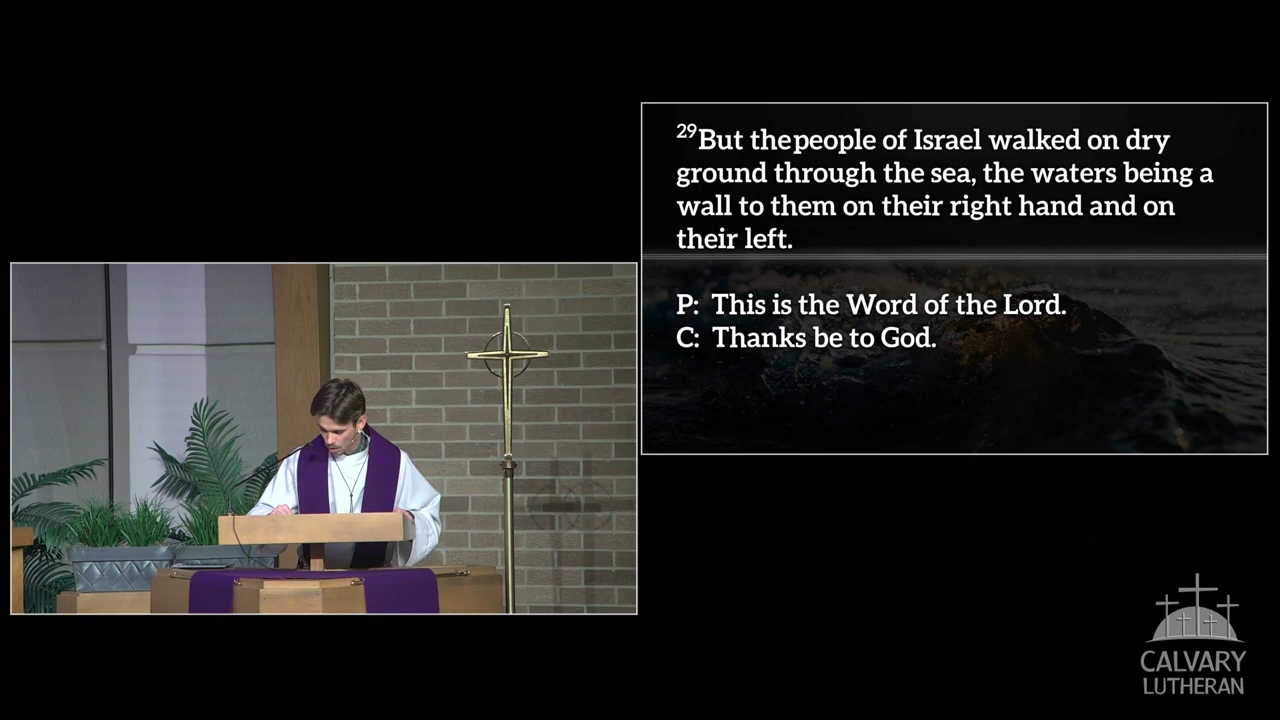 29But thepeople of Israel walked on dry
ground through the sea, the waters being a
wall to them on their right hand and on
their left.
P: This is the Word of the Lord.
C: Thanks be to God.
CALVARY
LUTHERAN